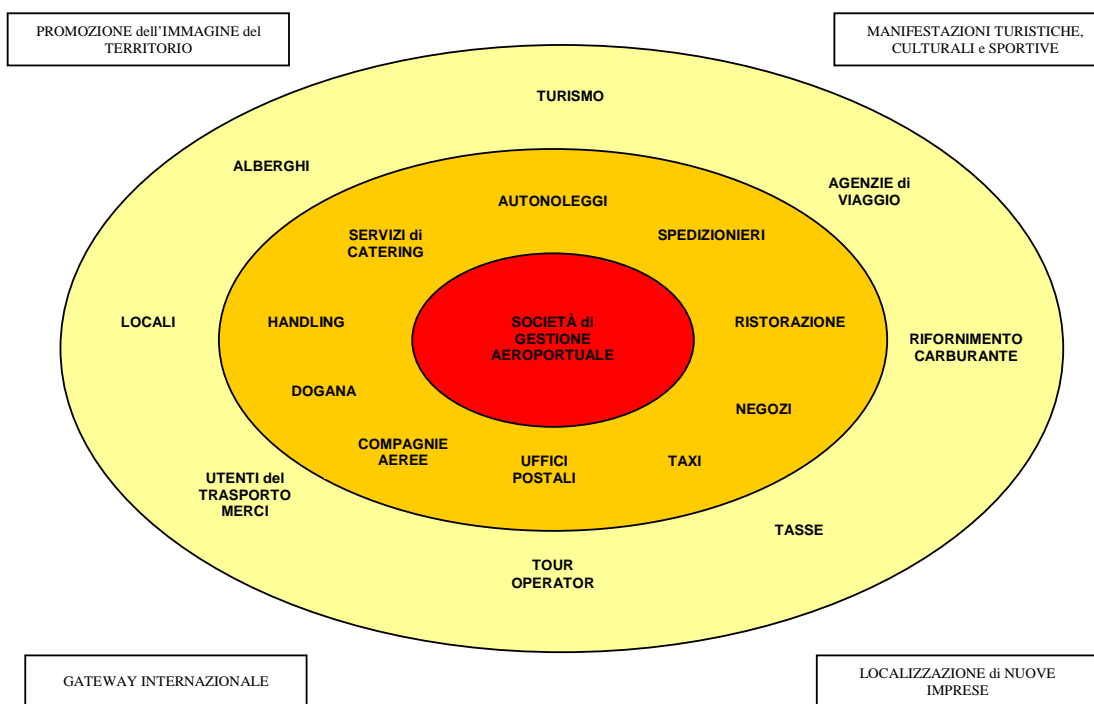 PROMOZIONE dell'IMMAGINE del
TERRITORIO
MANIFESTAZIONI TURISTICHE,
CULTURALI e SPORTIVE
TURISMO
ALBERGHI
AGENZIE di
VIAGGIO
AUTONOLEGGI
SERVIZI di
CATERING
SPEDIZIONIERI
LOCALI
HANDLING
SOCIETÀ di
GESTIONE
AEROPORTUALE
RISTORAZIONE
RIFORNIMENTO
CARBURANTE
DOGANA
NEGOZI
COMPAGNIE
AEREE
UFFICI
POSTALI
TAXI
UTENTI del
TRASPORTO
MERCI
TASSE
TOUR
OPERATOR
GATEWAY INTERNAZIONALE
LOCALIZZAZIONE di NUOVE
IMPRESE